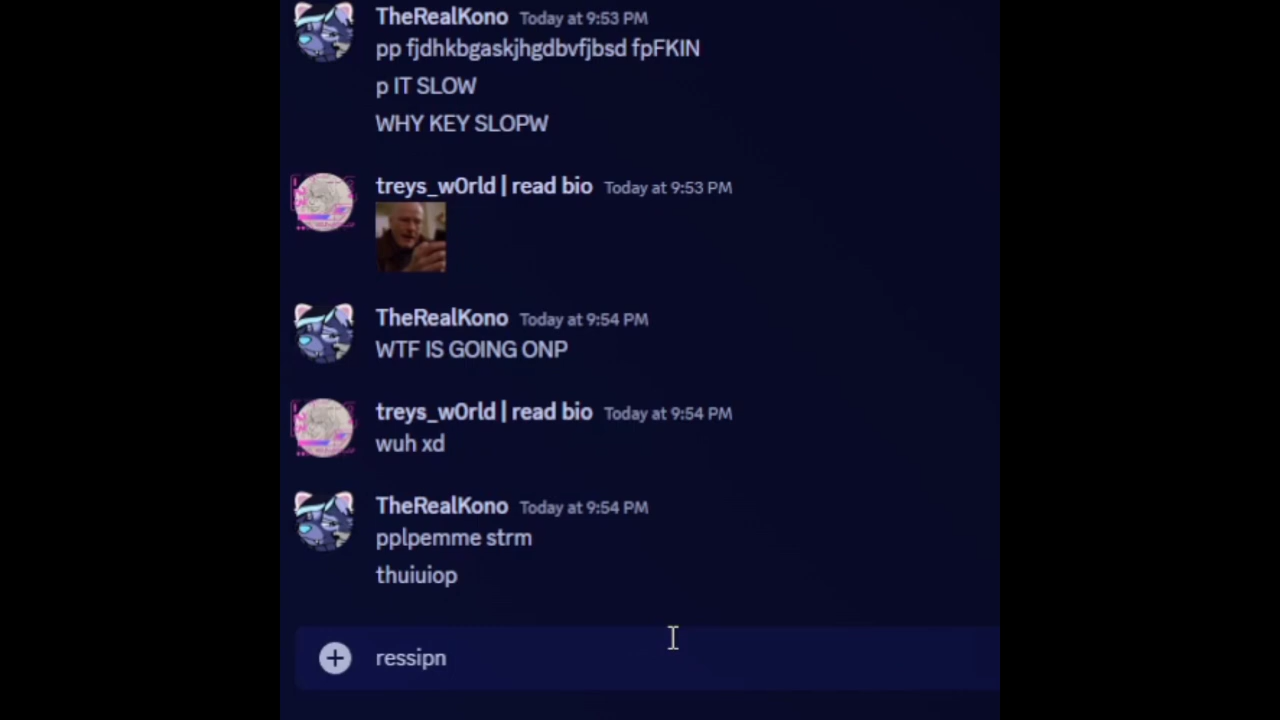 TheRealKono Today at 9:53 PM
pp fjdhkbgaskjhgdbvfjbsd fpFKIN
p IT SLOW
WHY KEY SLOPW
treys_w0rld | read bio Today at 9:53 PM
TheRealKono Today at 9:54 PM
WTF IS GOING ONP
treys_w0rld | read bio Today at 9:54 PM
wuh xd
TheRealKono Today at 9:54 PM
pplpemme strm
thuiuiop
ressipn